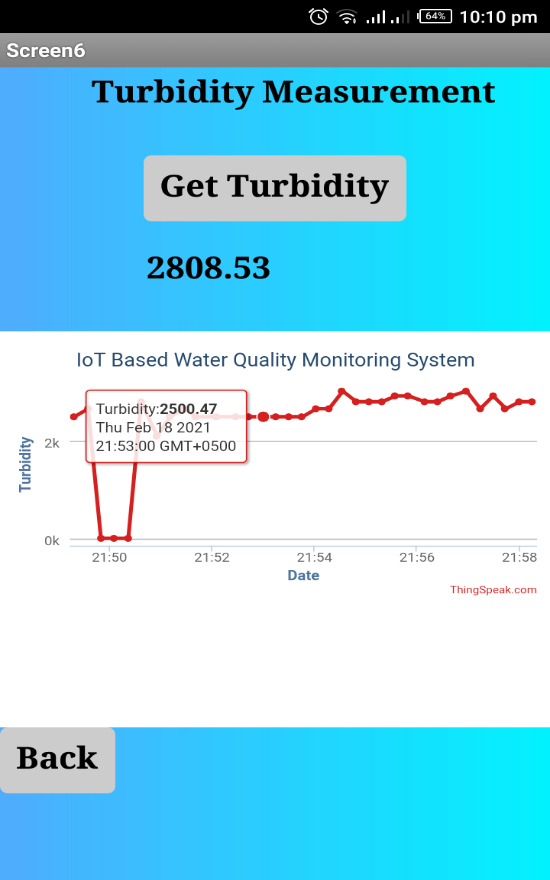 64% 10:10 pm
Screen6
Turbidity Measurement
Get Turbidity
2808.53
IoT Based Water Quality Monitoring System
Turbidity:2500.47
Thu Feb 18 2021
21:53:00 GMT+0500
Turbidity
2k
0k
21:50 21:52 21:54 21:56 21:58
Date
ThingSpeak.com
Back